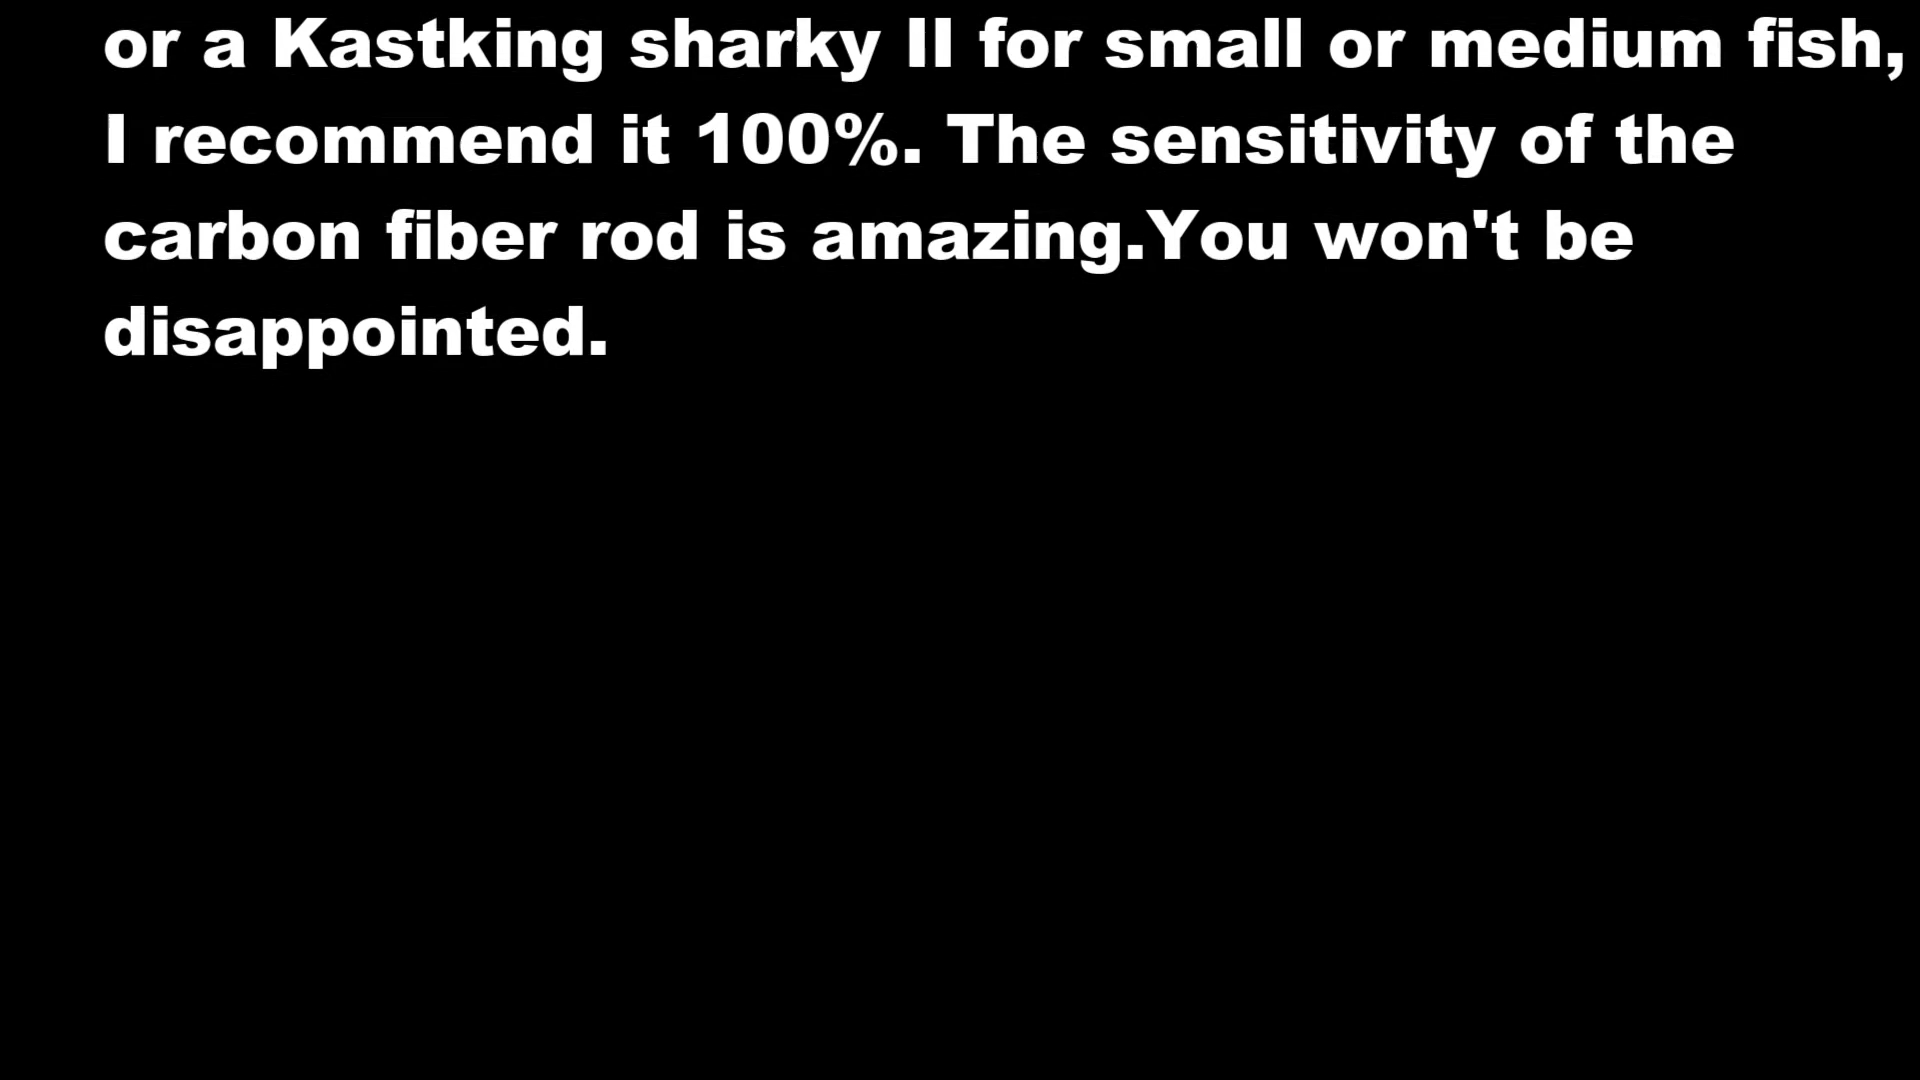 or a Kastking sharky II for small or medium fish,
I recommend it 100%. The sensitivity of the
carbon fiber rod is amazing.You won't be
disappointed.